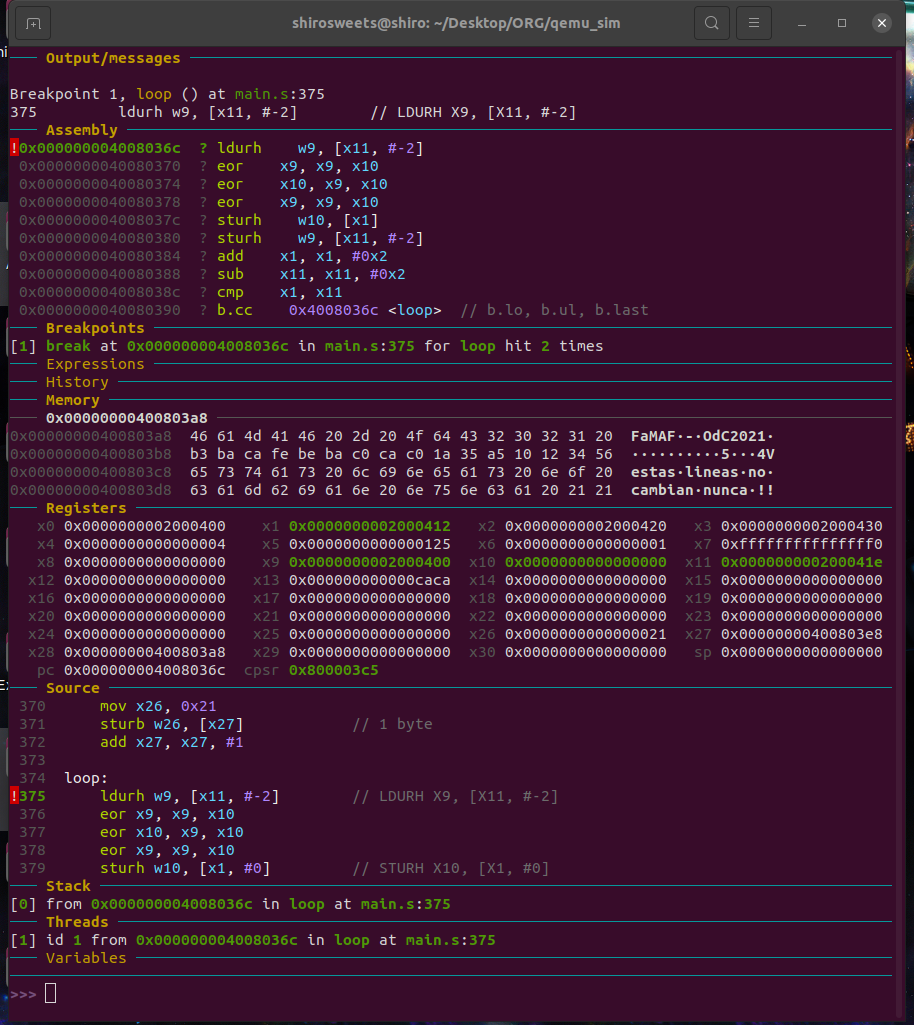 shirosweets@shiro: ~/Desktop/ORG/qemu_sim
Output/messages
Breakpoint 1, loop () at main.s:375
375         ldurh w9, [x11, #-2]        // LDURH X9, [X11, #-2]
Assembly
!0x000000004008036c  ? ldurh    w9, [x11, #-2]
0x0000000040080370  ? eor    x9, x9, x10
0x0000000040080374  ? eor    x10, x9, x10
0x0000000040080378  ? eor    x9, x9, x10
0x000000004008037c  ? sturh    w10, [x1]
0x0000000040080380  ? sturh    w9, [x11, #-2]
0x0000000040080384  ? add    x1, x1, #0x2
0x0000000040080388  ? sub    x11, x11, #0x2
0x000000004008038c  ? cmp    x1, x11
0x0000000040080390  ? b.cc    0x4008036c <loop>  // b.lo, b.ul, b.last
Breakpoints
[1] break at 0x000000004008036c in main.s:375 for loop hit 2 times
Expressions
History
Memory
0x00000000400803a8
0x00000000400803a8  46 61 4d 41 46 20 2d 20 4f 64 43 32 30 32 31 20  FaMAF·-·OdC2021·
0x00000000400803b8  b3 ba ca fe be ba c0 ca c0 1a 35 a5 10 12 34 56  ··········5···4V
0x00000000400803c8  65 73 74 61 73 20 6c 69 6e 65 61 73 20 6e 6f 20  estas·lineas·no·
0x00000000400803d8  63 61 6d 62 69 61 6e 20 6e 75 6e 63 61 20 21 21  cambian·nunca·!!
Registers
x0 0x0000000002000400    x1 0x0000000002000412   x2 0x0000000002000420   x3 0x0000000002000430
x4 0x0000000000000004    x5 0x0000000000000125   x6 0x0000000000000001   x7 0xfffffffffffffff0
x8 0x0000000000000000    x9 0x0000000002000400  x10 0x0000000000000000  x11 0x000000000200041e
x12 0x0000000000000000  x13 0x000000000000caca  x14 0x0000000000000000  x15 0x0000000000000000
x16 0x0000000000000000  x17 0x0000000000000000  x18 0x0000000000000000  x19 0x0000000000000000
x20 0x0000000000000000  x21 0x0000000000000000  x22 0x0000000000000000  x23 0x0000000000000000
x24 0x0000000000000000  x25 0x0000000000000000  x26 0x0000000000000021  x27 0x00000000400803e8
x28 0x00000000400803a8  x29 0x0000000000000000  x30 0x0000000000000000   sp 0x0000000000000000
pc 0x000000004008036c  cpsr 0x800003c5
Source
370      mov x26, 0x21
371      sturb w26, [x27]            // 1 byte
372      add x27, x27, #1
373
374  loop:
!375      ldurh w9, [x11, #-2]        // LDURH X9, [X11, #-2]
376      eor x9, x9, x10
377      eor x10, x9, x10
378      eor x9, x9, x10
379      sturh w10, [x1, #0]         // STURH X10, [X1, #0]
Stack
[0] from 0x000000004008036c in loop at main.s:375
Threads
[1] id 1 from 0x000000004008036c in loop at main.s:375
Variables
>>>